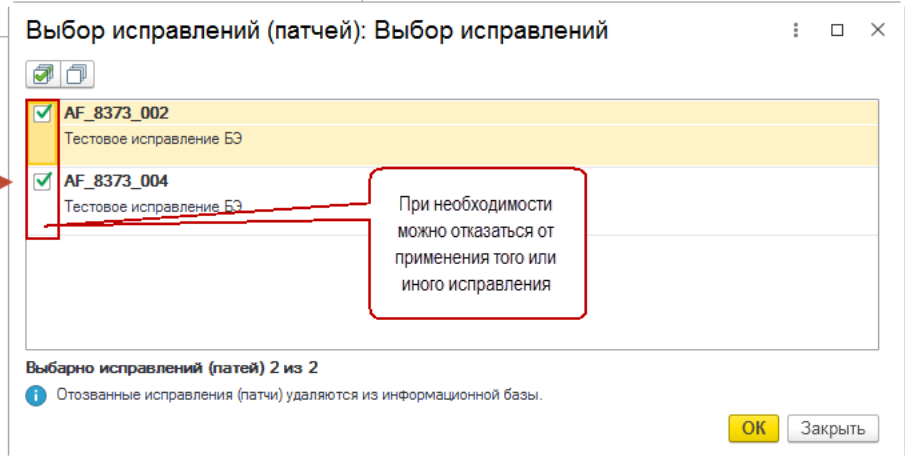 Выбор исправлений (патчей): Выбор исправлений
AF_8373_002
Тестовое исправление БЭ
AF_8373_004
Тестовое исправление БЭ
При необходимости
можно отказаться от
применения того или
иного исправления
Выбарно исправлений (патей) 2 из 2
Отозванные исправления (патчи) удаляются из информационной базы.
ОК
Закрыть